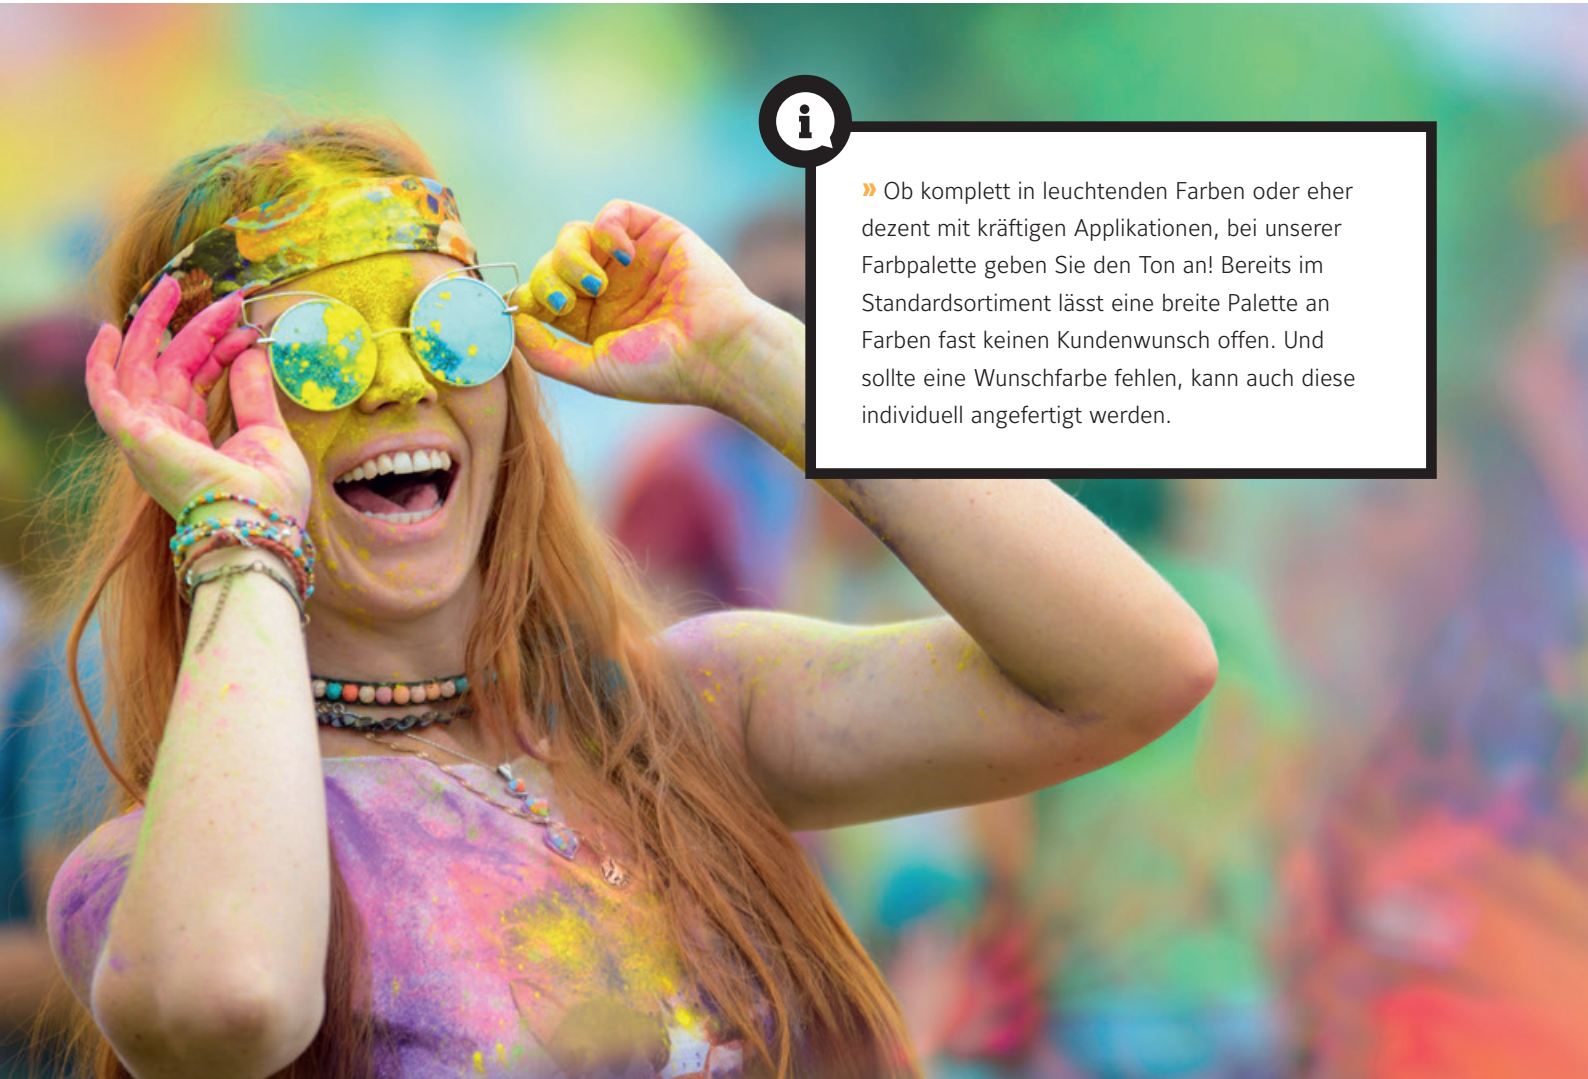 » Ob komplett in leuchtenden Farben oder eher
dezent mit kräftigen Applikationen, bei unserer
Farbpalette geben Sie den Ton an! Bereits im
Standardsortiment lässt eine breite Palette an
Farben fast keinen Kundenwunsch offen. Und
sollte eine Wunschfarbe fehlen, kann auch diese
individuell angefertigt werden.